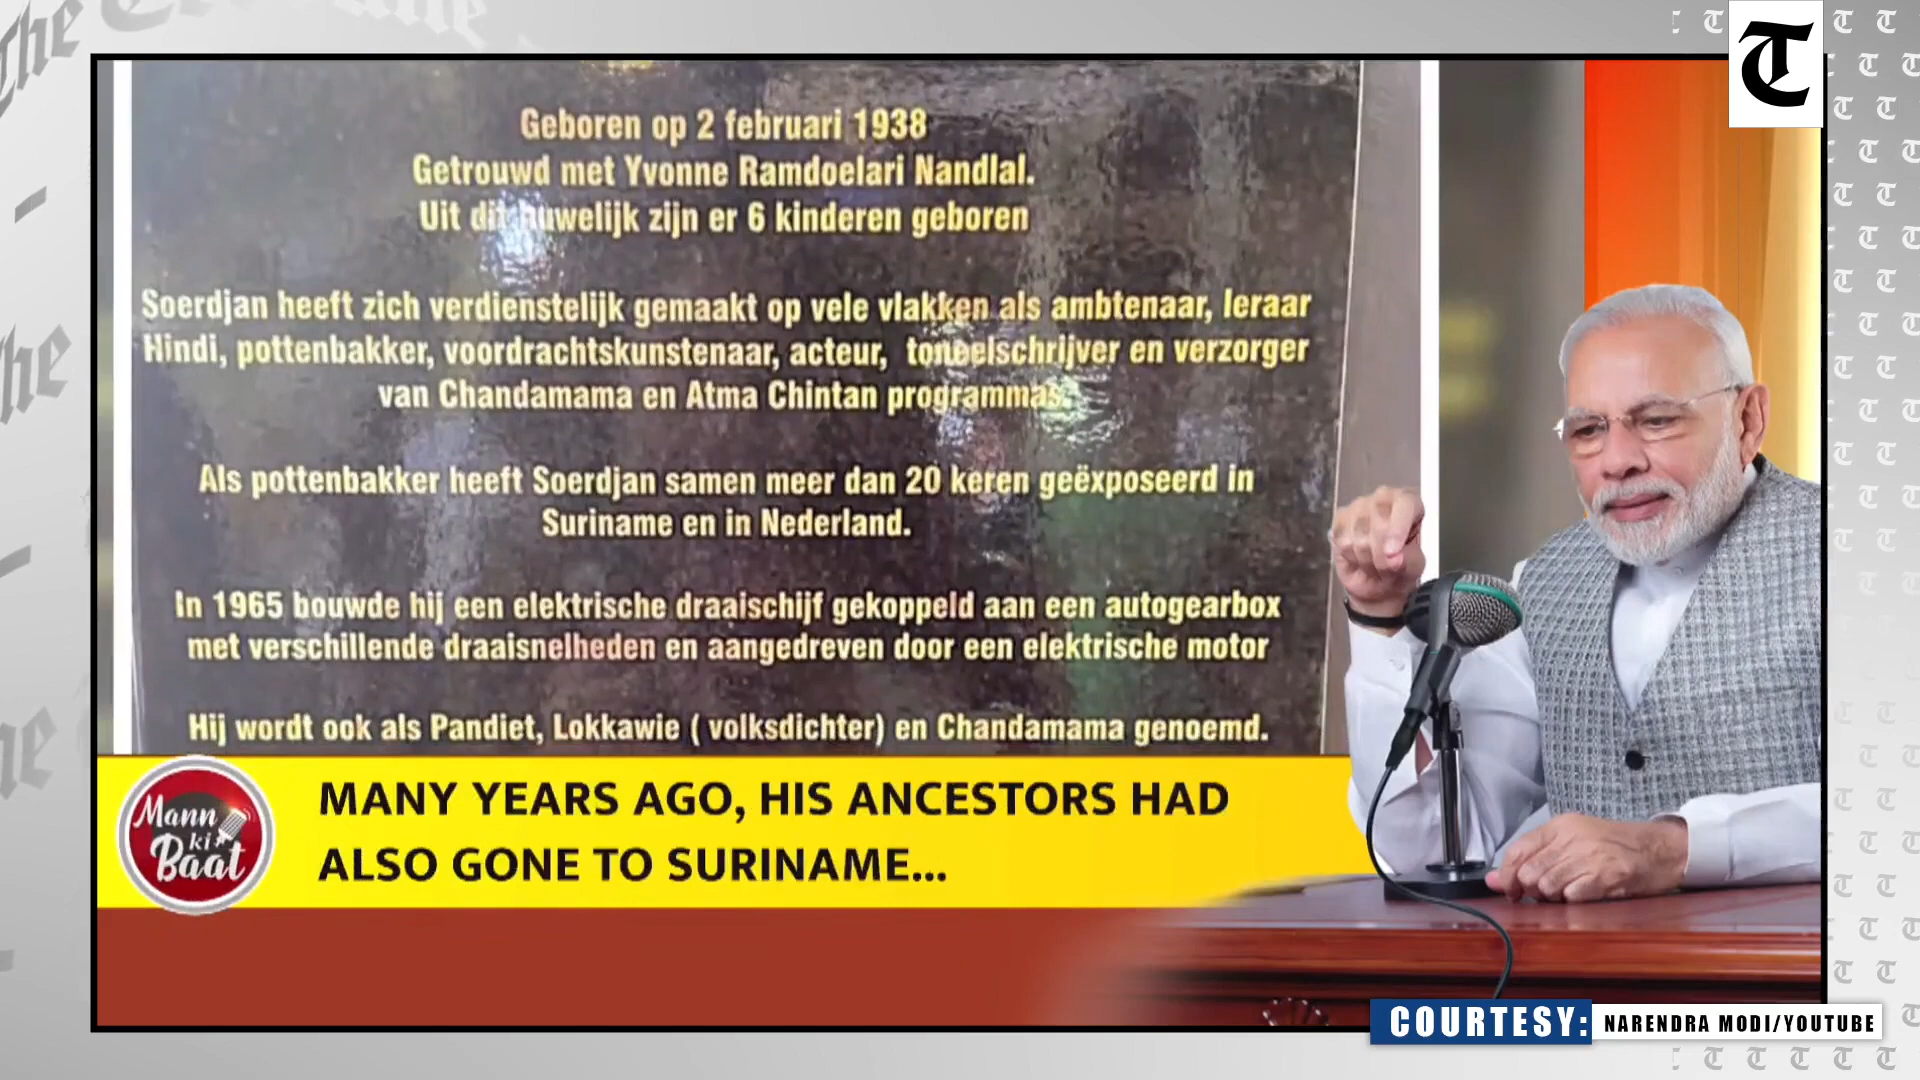 Geboren op 2 februari 1938
Getrouwd met Yvonne Ramdoelari Nandlal.
Uit dit huwelijk zijn er 6 kinderen geboren
Soerdjan heeft zich verdienstelijk gemaakt op vele vlakken als ambtenaar, leraar
Hindi, pottenbakker, voordrachtskunstenaar, acteur, toneelschrijver en verzorger
van Chandamama en Atma Chintan programmas.
Als pottenbakker heeft Soerdjan samen meer dan 20 keren geëxposeerd in
Suriname en in Nederland.
In 1965 bouwde hij een elektrische draaischijf gekoppeld aan een autogearbox
met verschillende draaisnelheden en aangedreven door een elektrische motor
Hij wordt ook als Pandiet, Lokkawie ( volksdichter) en Chandamama genoemd.
Mann
ki
Baat
MANY YEARS AGO, HIS ANCESTORS HAD
ALSO GONE TO SURINAME...
T
COURTESY: NARENDRA MODI/YOUTUBE